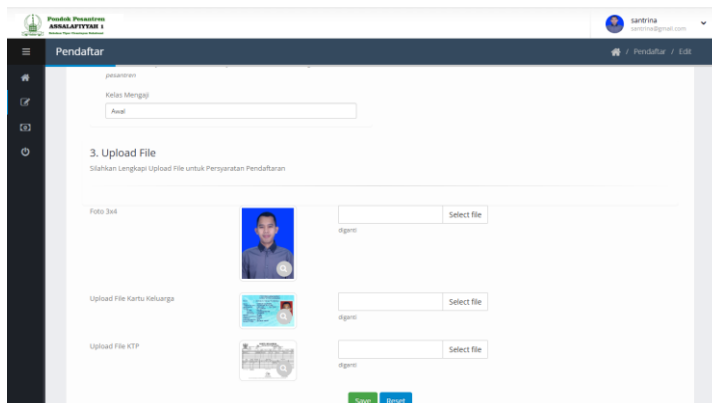 Pondok Pesantren
ASSALAFIYYAH 1
santrina
santrina@gmail.com
Pendaftar
/ Pendaftar / Edit
pesantren
Kelas Mengaji
Awal
3. Upload File
Silahkan Lengkapi Upload File untuk Persyaratan Pendaftaran
Foto 3x4
Select file
diganti
Upload File Kartu Keluarga
Select file
diganti
Upload File KTP
Select file
diganti
Save Reset